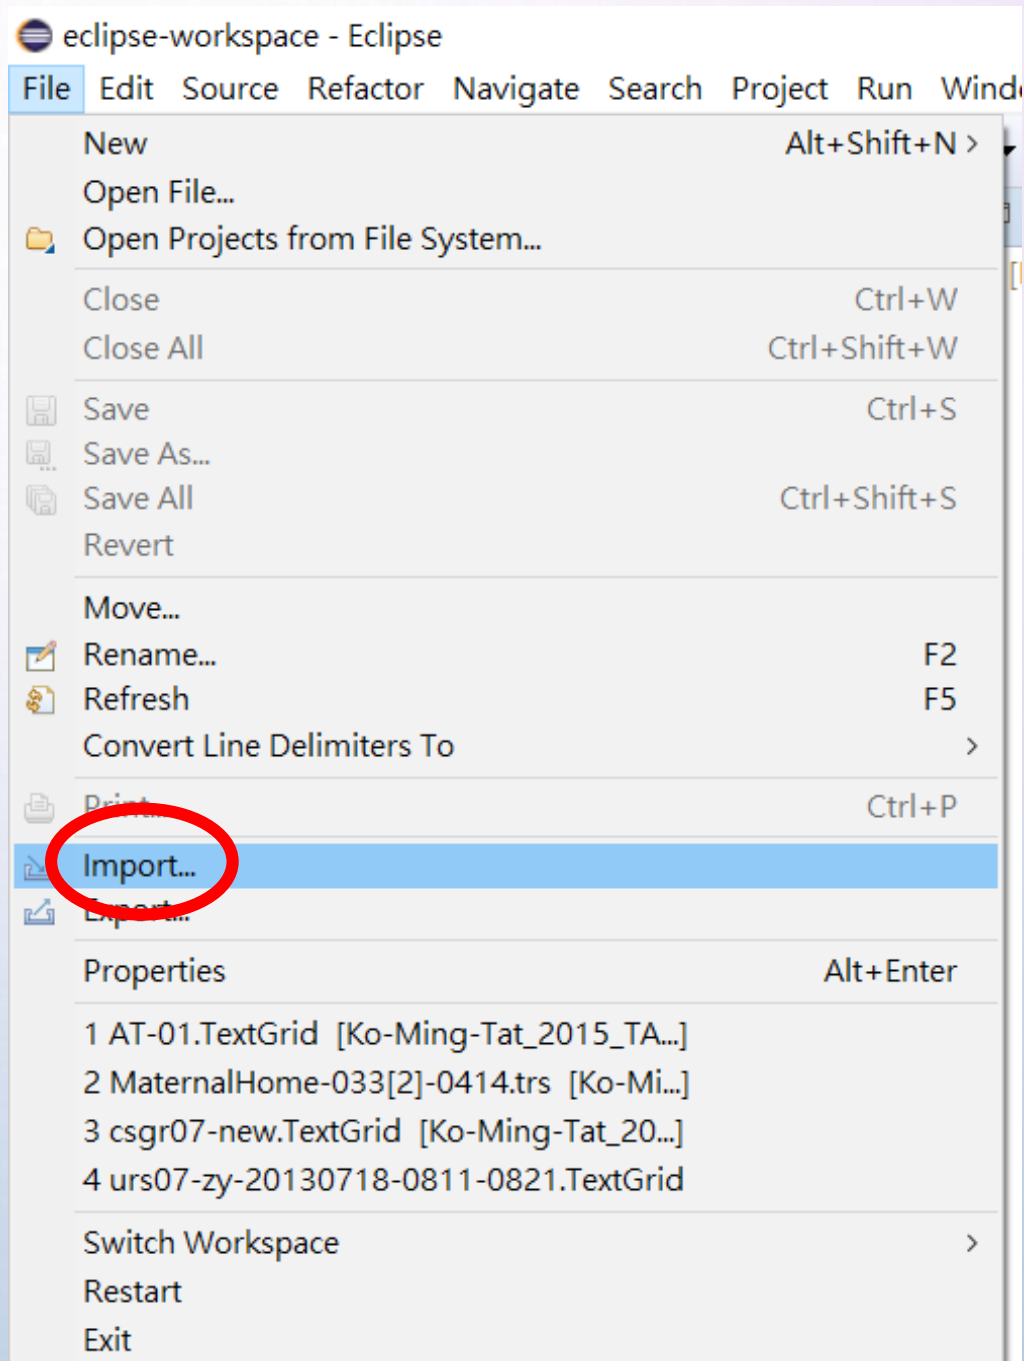 eclipse-workspace - Eclipse
File Edit Source Refactor Navigate Search Project Run
New Alt+Shift+N >
Open File...
Open Projects from File System...
Close Ctrl+W
Close All Ctrl+Shift+W
Save Ctrl+S
Save As...
Save All Ctrl+Shift+S
Revert
Move...
Rename... F2
Refresh F5
Convert Line Delimiters To >
Print... Ctrl+P
Import...
Export...
Properties Alt+Enter
1 AT-01.TextGrid [Ko-Ming-Tat_2015_TA...]
2 MaternalHome-033[2]-0414.trs [Ko-Mi...]
3 csgr07-new.TextGrid [Ko-Ming-Tat_20...]
4 urs07-zy-20130718-0811-0821.TextGrid
Switch Workspace >
Restart
Exit